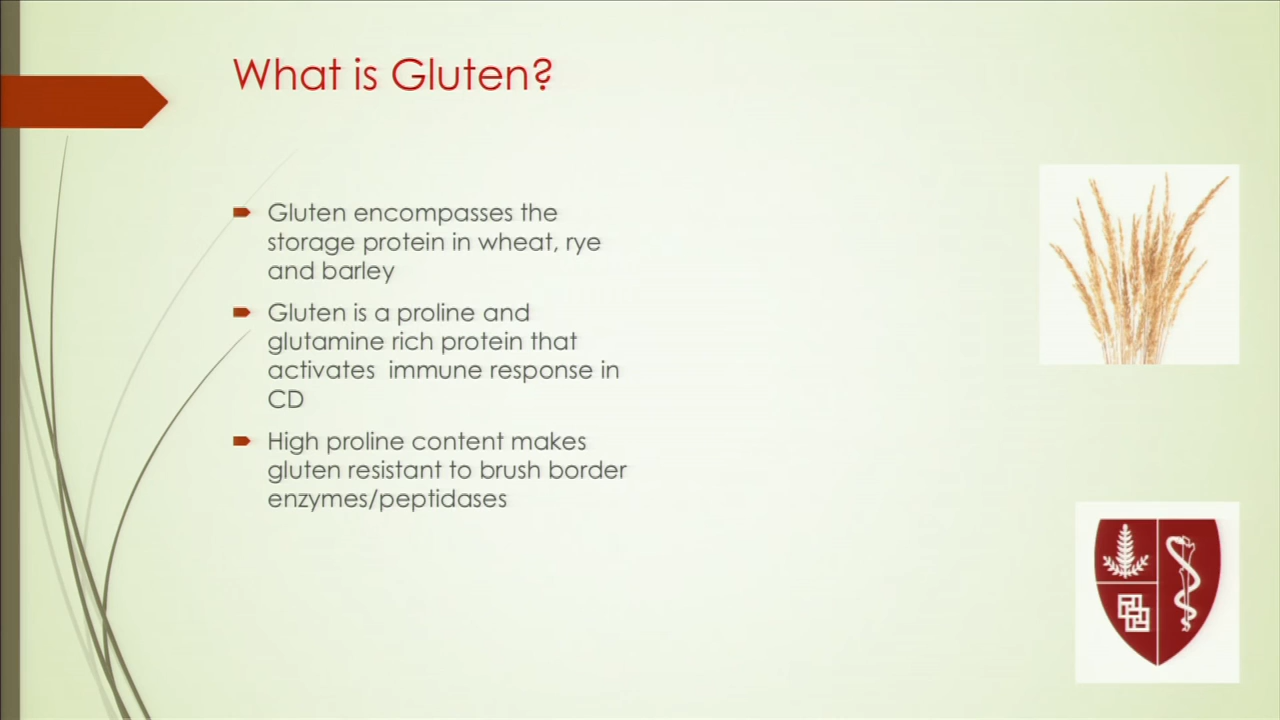 What is Gluten?
Gluten encompasses the
storage protein in wheat, rye
and barley
Gluten is a proline and
glutamine rich protein that
activates  immune response in
CD
High proline content makes
gluten resistant to brush border
enzymes/peptidases